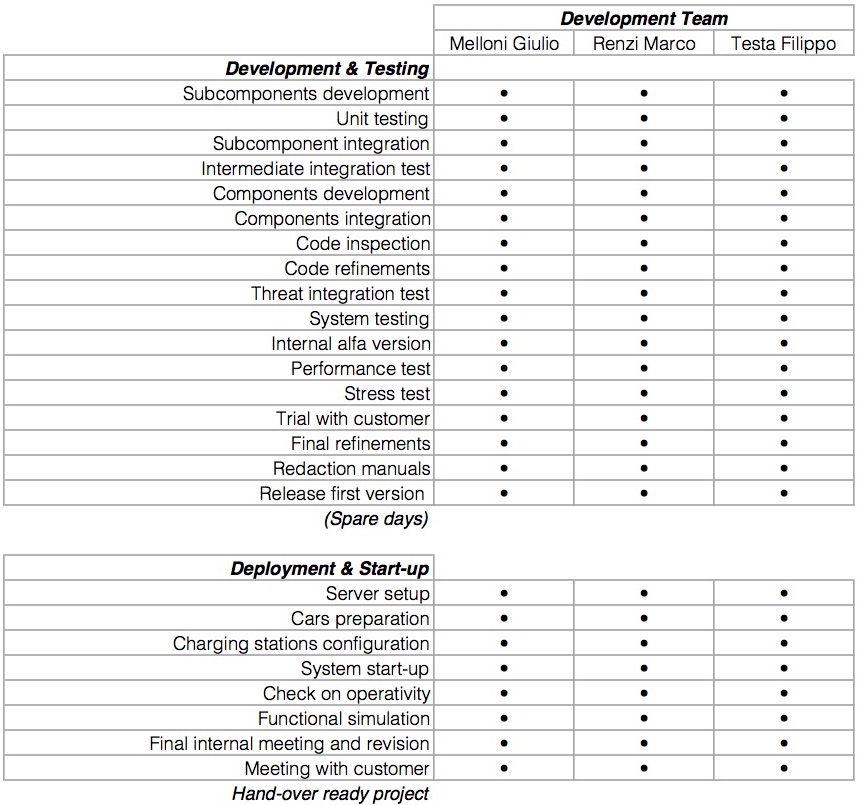 Development Team
Melloni Giulio Renzi Marco Testa Filippo
Development & Testing
Subcomponents development • • •
Unit testing • • •
Subcomponent integration • • •
Intermediate integration test • • •
Components development • • •
Components integration • • •
Code inspection • • •
Code refinements • • •
Threat integration test • • •
System testing • • •
Internal alfa version • • •
Performance test • • •
Stress test • • •
Trial with customer • • •
Final refinements • • •
Redaction manuals • • •
Release first version • • •
(Spare days)
Deployment & Start-up
Server setup • • •
Cars preparation • • •
Charging stations configuration • • •
System start-up • • •
Check on operativity • • •
Functional simulation • • •
Final internal meeting and revision • • •
Meeting with customer • • •
Hand-over ready project